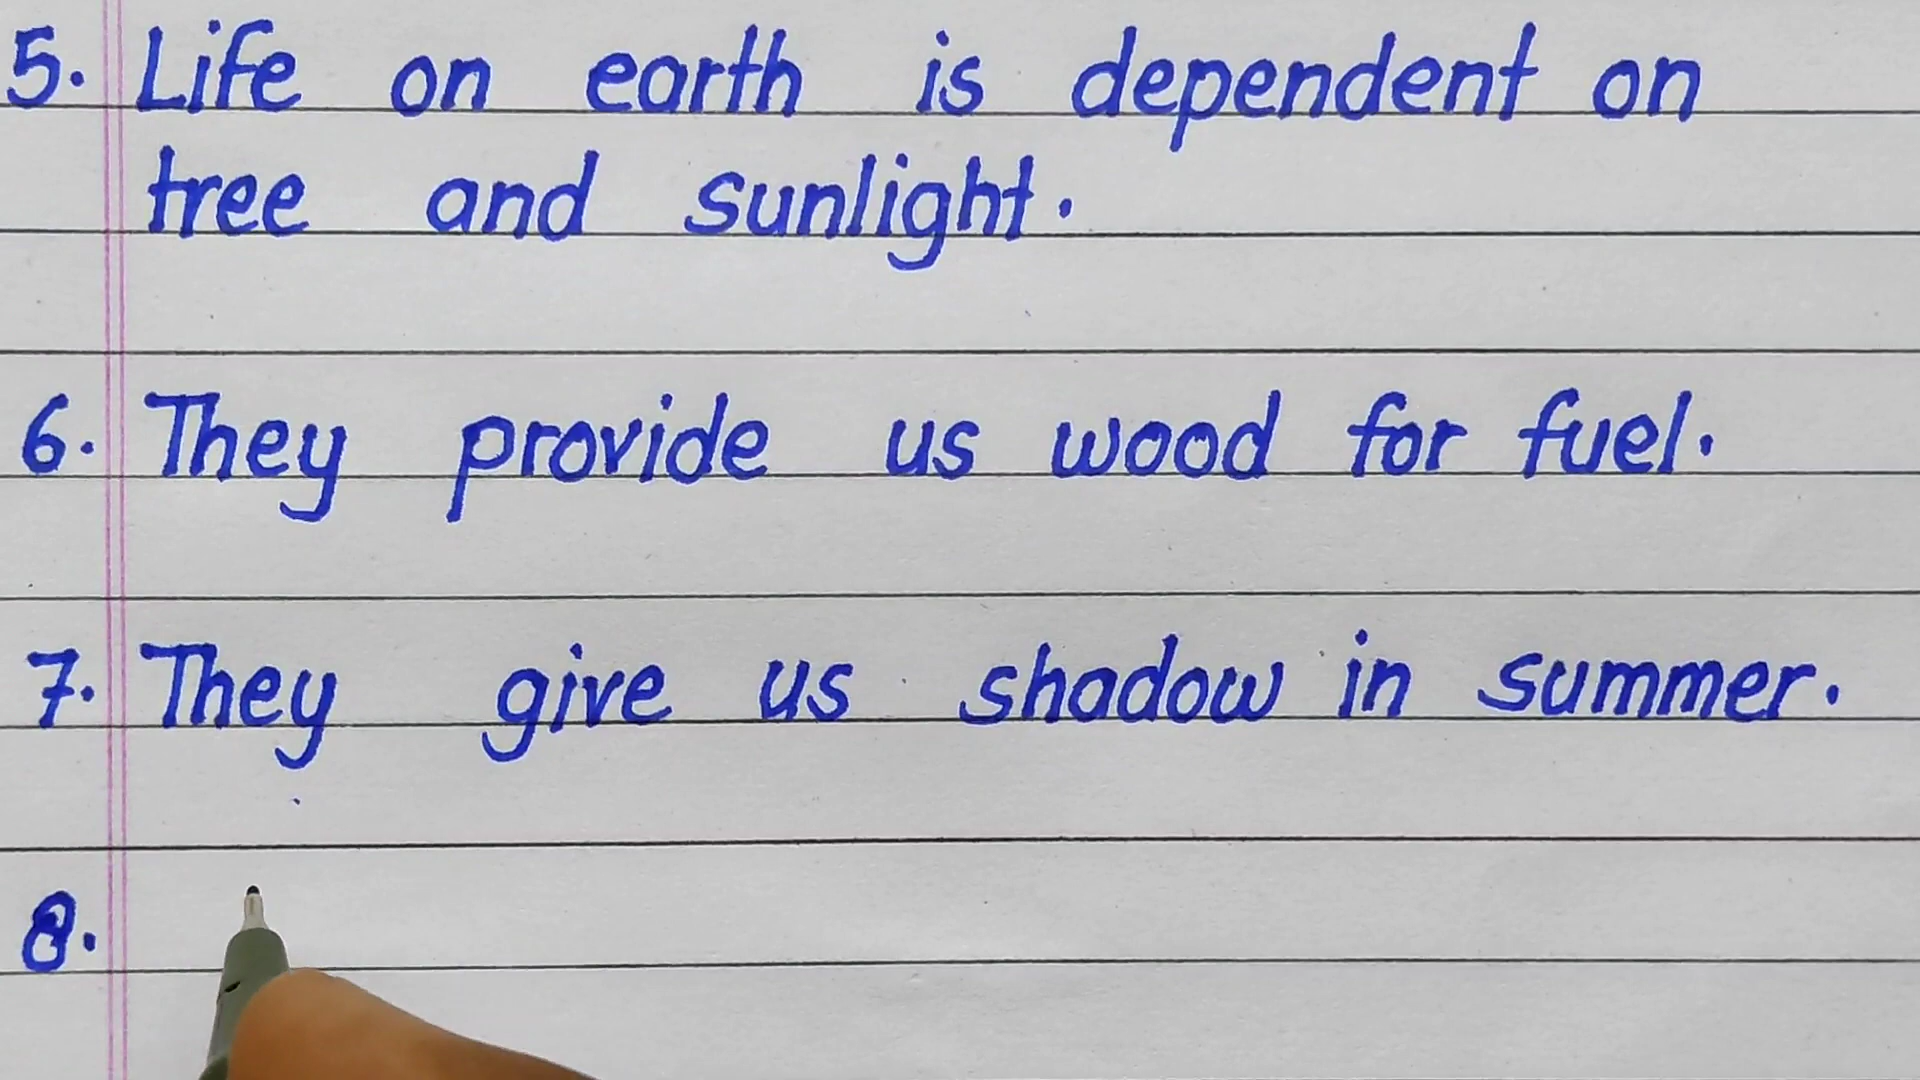 5. Life on earth is dependent on
tree and sunlight.
6. They provide us wood for fuel.
7. They give us shadow in summer.
8.